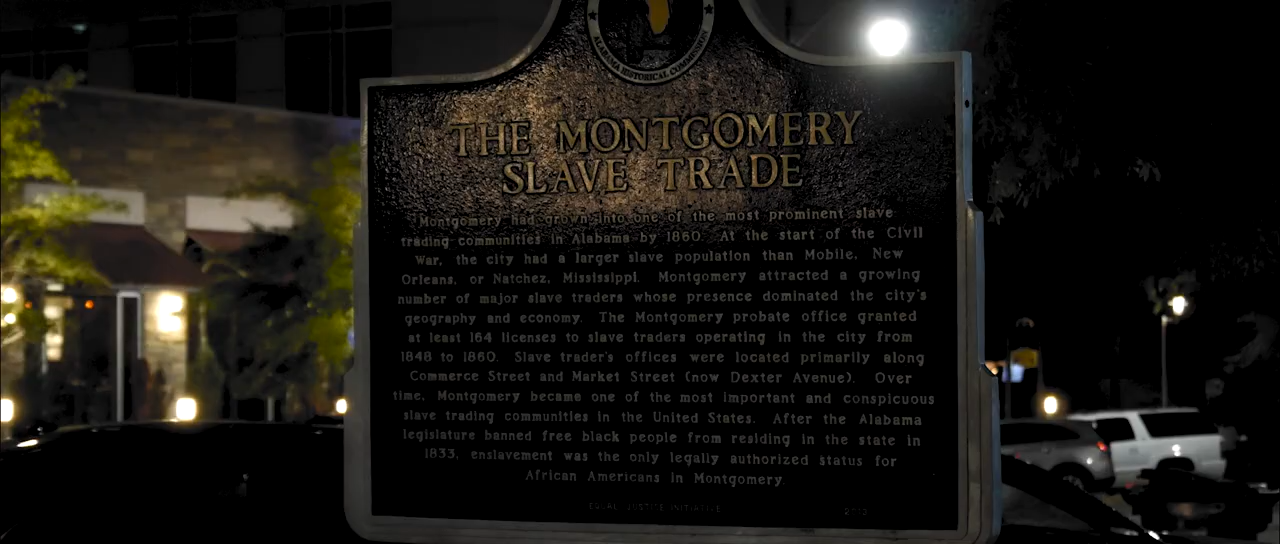 ALABAMA HISTORICAL COMMISSION
THE MONTGOMERY
SLAVE TRADE
Montgomery had grown into one of the most prominent slave
trading communities in Alabama by 1860. At the start of the Civil
War, the city had a larger slave population than Mobile, New
Orleans, or Natchez, Mississippi. Montgomery attracted a growing
number of major slave traders whose presence dominated the city's
geography and economy. The Montgomery probate office granted
at least 164 licenses to slave traders operating in the city from
1848 to 1860. Slave trader's offices were located primarily along
Commerce Street and Market Street (now Dexter Avenue). Over
time, Montgomery became one of the most important and conspicuous
slave trading communities in the United States. After the Alabama
legislature banned free black people from residing in the state in
1833, enslavement was the only legally authorized status for
African Americans in Montgomery.
EQUAL JUSTICE INITIATIVE